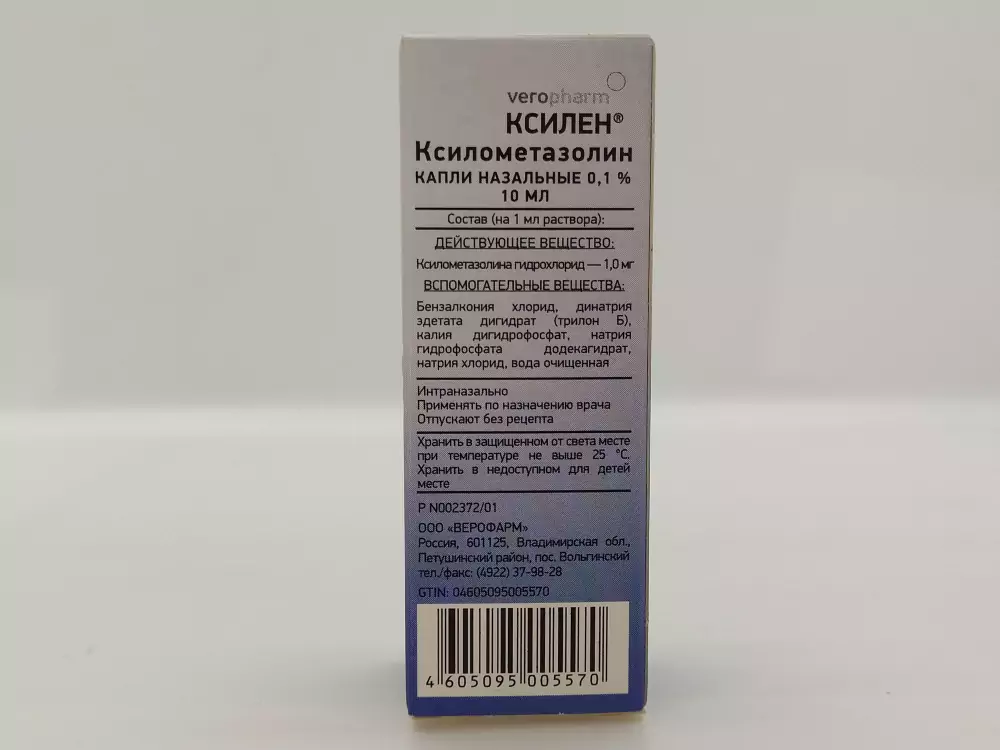 veropharm
КСИЛЕН®
Ксилометазолин
КАПЛИ НАЗАЛЬНЫЕ 0,1 %
10 МЛ
Состав (на 1 мл раствора):
ДЕЙСТВУЮЩЕЕ ВЕЩЕСТВО:
Ксилометазолина гидрохлорид — 1,0 мг
ВСПОМОГАТЕЛЬНЫЕ ВЕЩЕСТВА:
Бензалкония хлорид, динатрия
эдетата дигидрат (трилон Б),
калия дигидрофосфат, натрия
гидрофосфата додекагидрат,
натрия хлорид, вода очищенная
Интраназально
Применять по назначению врача
Отпускают без рецепта
Хранить в защищенном от света месте
при температуре не выше 25 °С.
Хранить в недоступном для детей
месте
Р N002372/01
ООО «ВЕРОФАРМ»
Россия, 601125, Владимирская обл.,
Петушинский район, пос. Вольгинский
тел./факс: (4922) 37-98-28
GTIN: 04605095005570
4 605095 005570